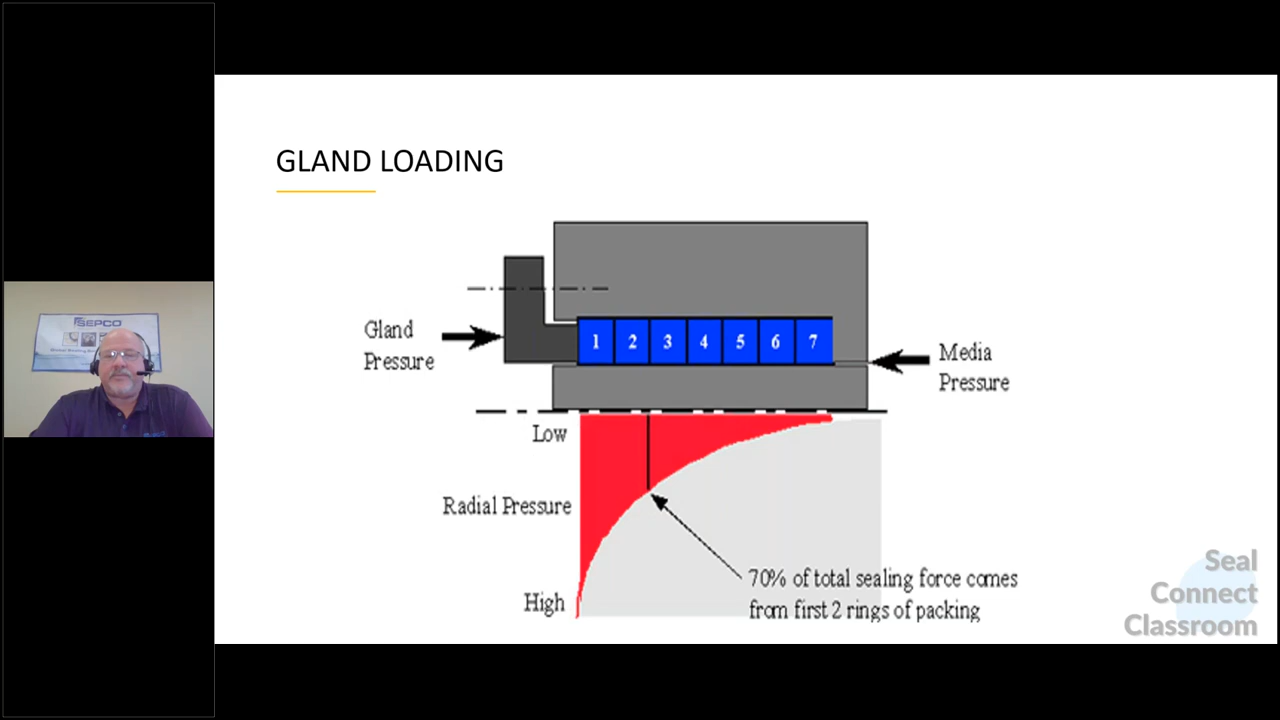 GLAND LOADING
Gland
Pressure
1 2 3 4 5 6 7
Media
Pressure
Low
Radial Pressure
High
70% of total sealing force comes
from first 2 rings of packing
Seal
Connect
Classroom
SEPCO